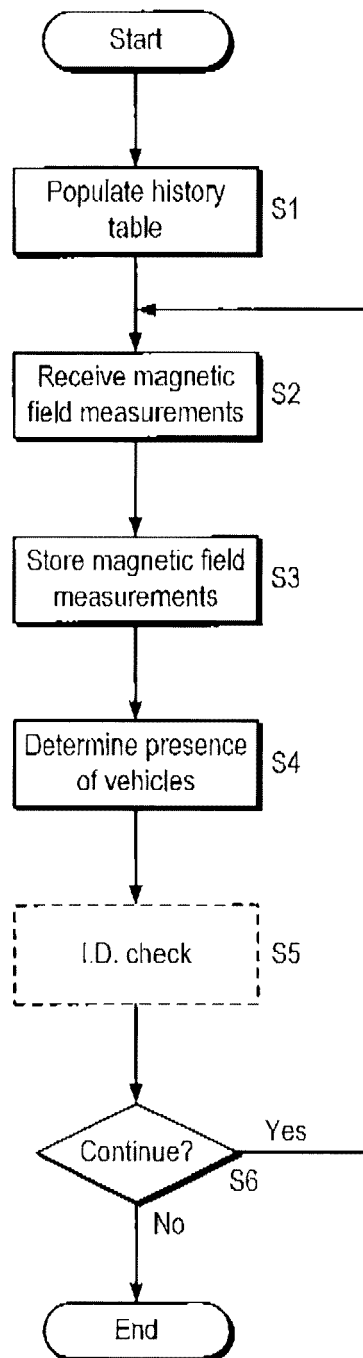 Start
Populate history
table
S1
Receive magnetic
field measurements
S2
Store magnetic field
measurements
S3
Determine presence
of vehicles
S4
I.D. check
S5
Continue?
Yes
S6
No
End